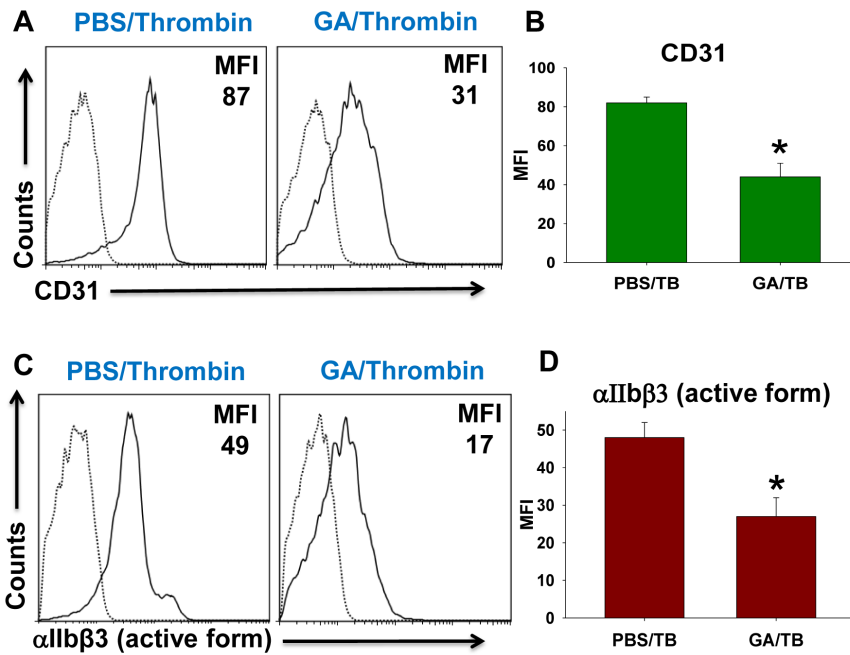 A
PBS/Thrombin
GA/Thrombin
MFI
87
MFI
31
Counts
CD31
B
CD31
100
80
60
40
20
0
MFI
*
PBS/TB
GA/TB
C
PBS/Thrombin
GA/Thrombin
MFI
49
MFI
17
Counts
αIIbβ3 (active form)
D
αIIbβ3 (active form)
50
40
30
20
10
0
MFI
*
PBS/TB
GA/TB